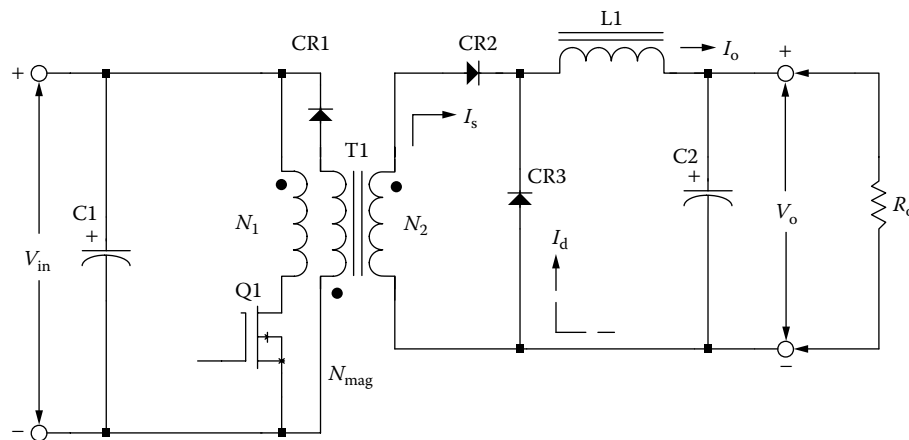 L1
CR1
CR2
I_o
+
+
I_s
T1
C2
+
CR3
C1
+
N_1
N_2
V_o
R_o
V_in
I_d
Q1
N_mag
−
−